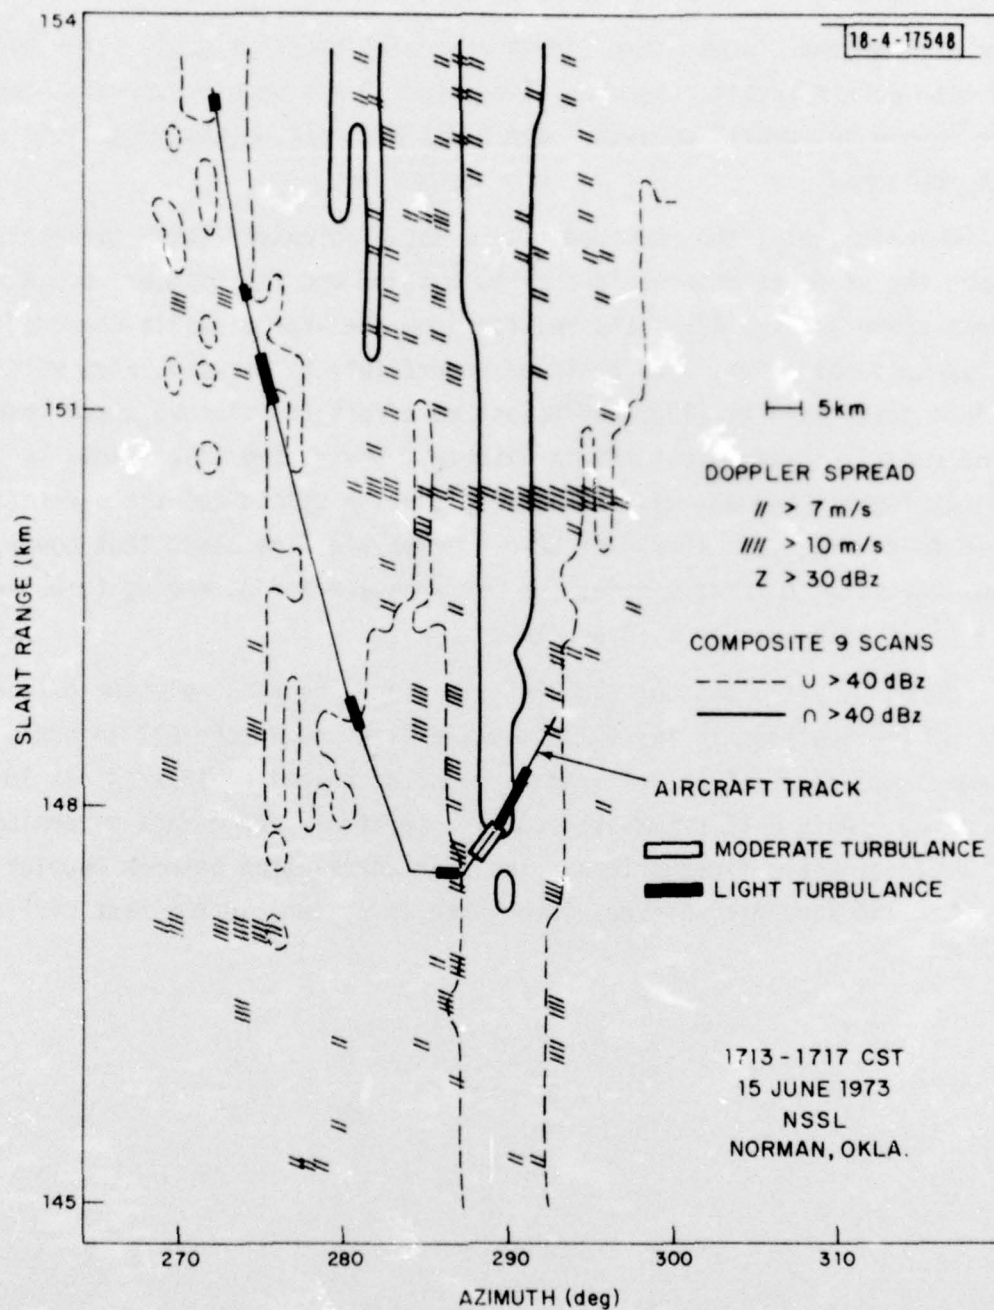 154
18-4-17548
151
5km
DOPPLER SPREAD
// > 7 m/s
//// > 10 m/s
Z > 30 dBz
COMPOSITE 9 SCANS
∪ > 40 dBz
∩ > 40 dBz
SLANT RANGE (km)
AIRCRAFT TRACK
148
MODERATE TURBULANCE
LIGHT TURBULANCE
1713-1717 CST
15 JUNE 1973
NSSL
NORMAN, OKLA.
145
270 280 290 300 310
AZIMUTH (deg)